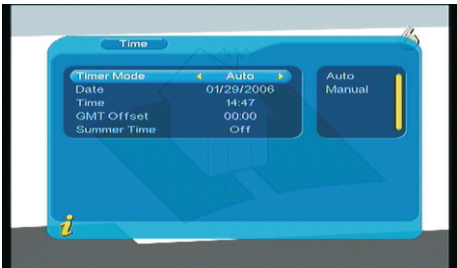 Time
Timer Mode Auto
Date 01/29/2006
Time 14:47
GMT Offset 00:00
Summer Time Off
Auto
Manual
i